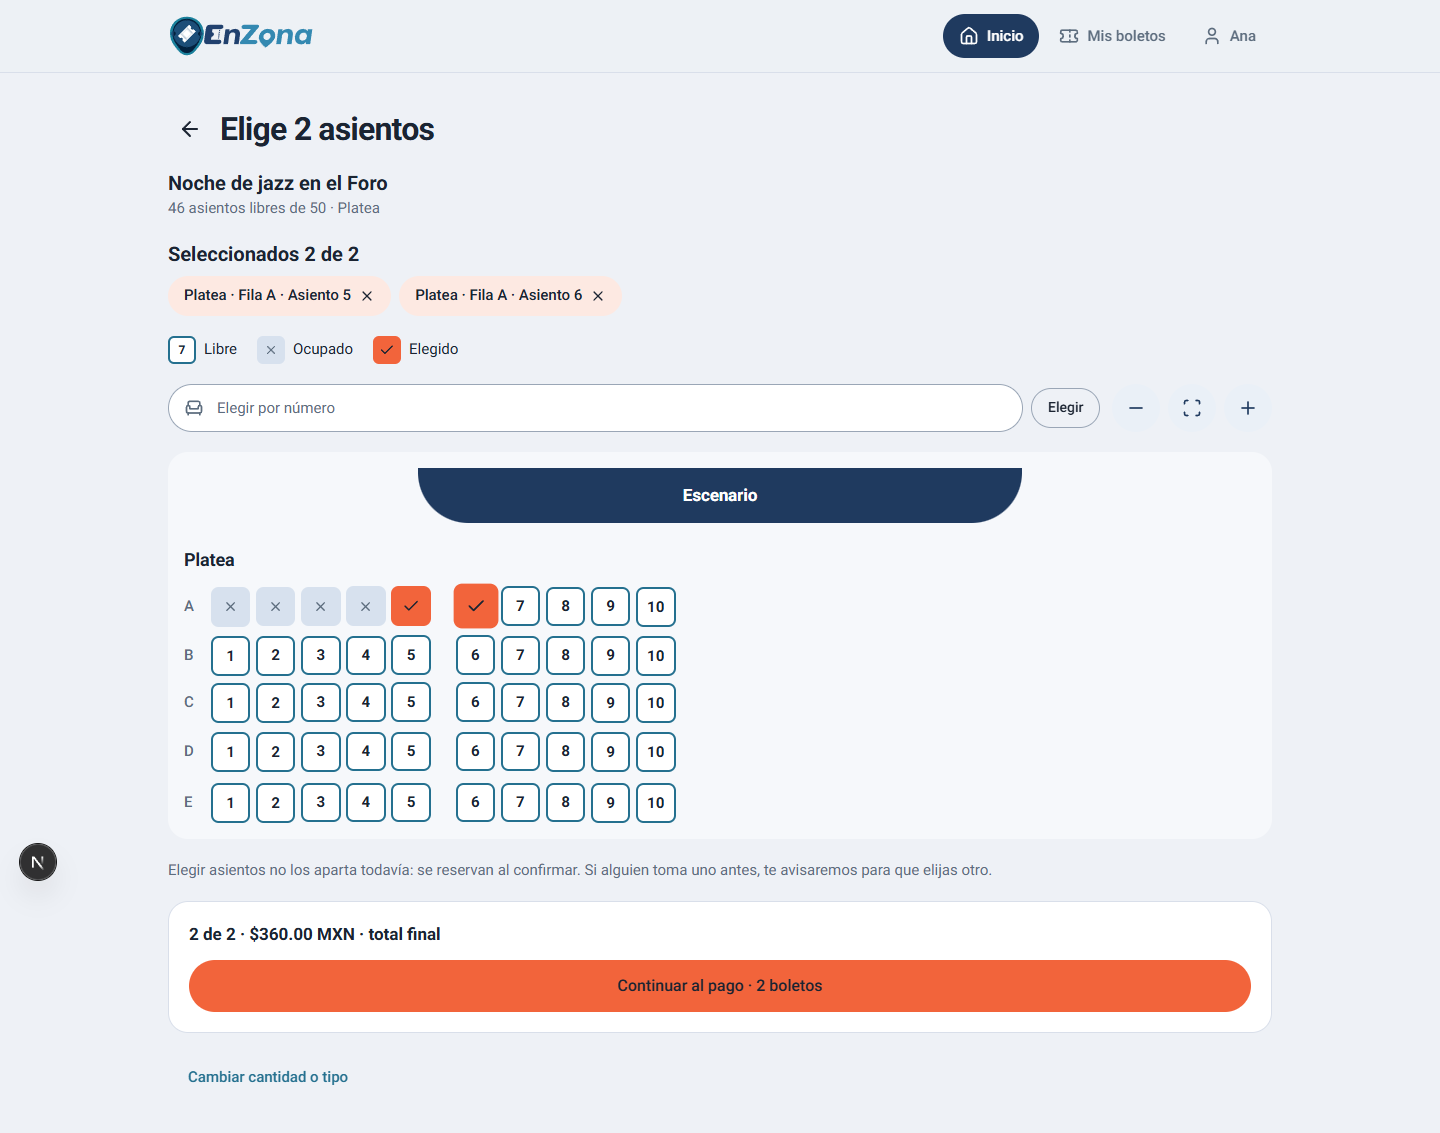 EnZona
Inicio
Mis boletos
Ana
Elige 2 asientos
Noche de jazz en el Foro
46 asientos libres de 50 · Platea
Seleccionados 2 de 2
Platea · Fila A · Asiento 5
Platea · Fila A · Asiento 6
7 Libre
Ocupado
Elegido
Elegir por número
Elegir
Escenario
Platea
A 7 8 9 10
B 1 2 3 4 5 6 7 8 9 10
C 1 2 3 4 5 6 7 8 9 10
D 1 2 3 4 5 6 7 8 9 10
E 1 2 3 4 5 6 7 8 9 10
N
Elegir asientos no los aparta todavía: se reservan al confirmar. Si alguien toma uno antes, te avisaremos para que elijas otro.
2 de 2 · $360.00 MXN · total final
Continuar al pago · 2 boletos
Cambiar cantidad o tipo